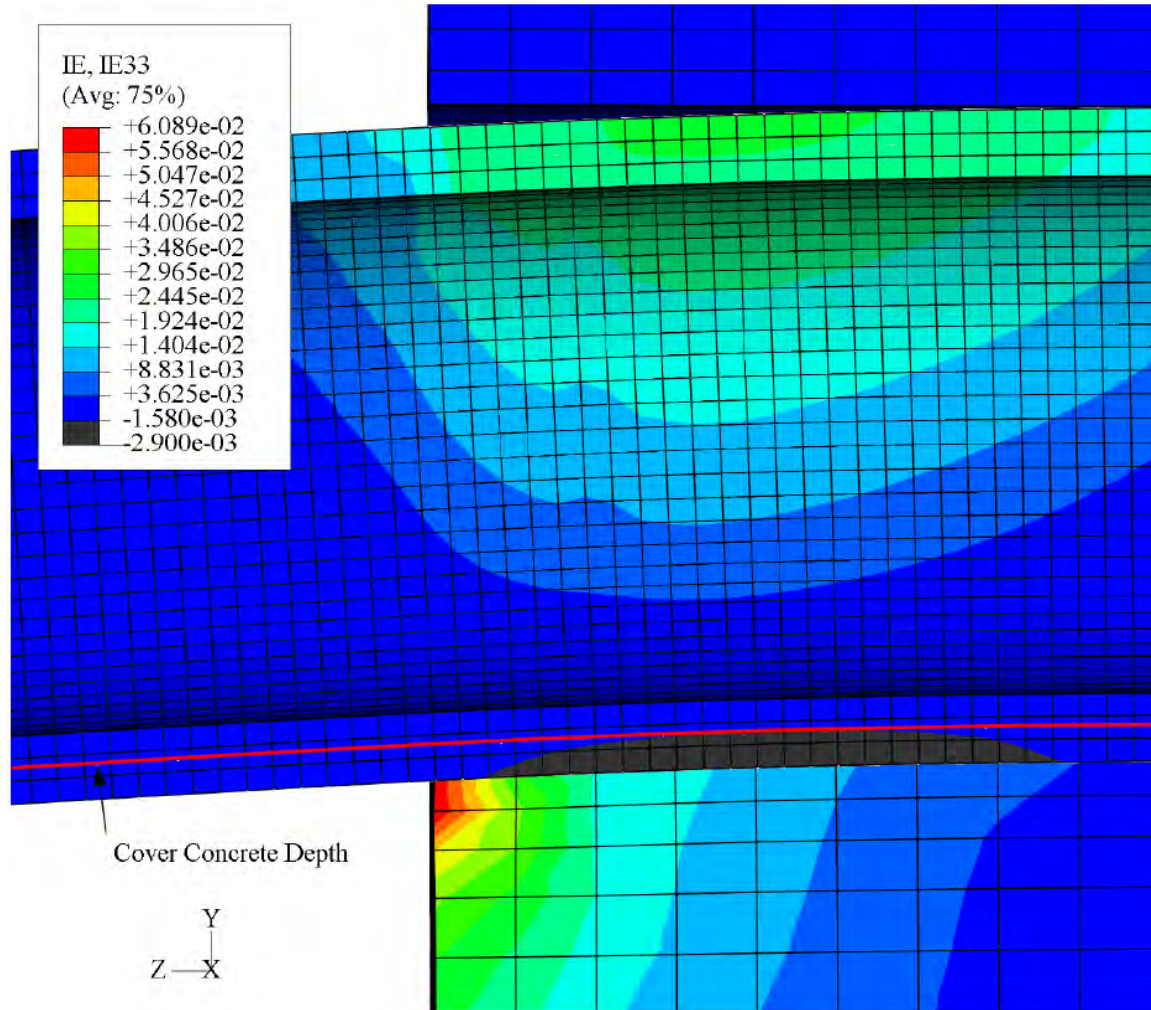 IE, IE33
(Avg: 75%)
+6.089e-02
+5.568e-02
+5.047e-02
+4.527e-02
+4.006e-02
+3.486e-02
+2.965e-02
+2.445e-02
+1.924e-02
+1.404e-02
+8.831e-03
+3.625e-03
-1.580e-03
-2.900e-03
Cover Concrete Depth
Y
Z
X